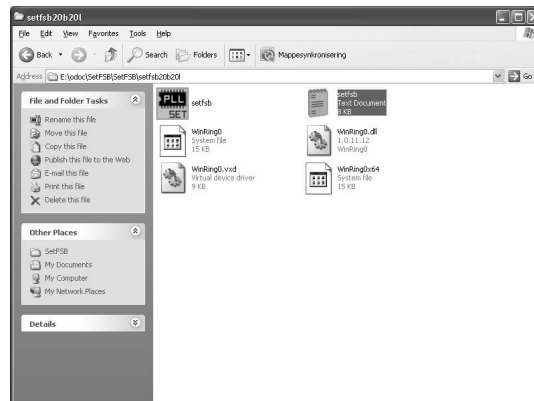 setfsb20b20l
File Edit View Favorites Tools Help
Back Search Folders Mappesynkronisering
Address E:\odoc\SetFSB\SetFSB\setfsb20b20l Go
File and Folder Tasks
Rename this file
Move this file
Copy this file
Publish this file to the Web
E-mail this file
Print this file
Delete this file
Other Places
SetFSB
My Documents
My Computer
My Network Places
Details
PLL
SET
setfsb
setfsb
Text Document
8 KB
WinRing0
System file
15 KB
WinRing0.dll
1.0.11.12
WinRing0
WinRing0.vxd
Virtual device driver
9 KB
WinRing0x64
System file
15 KB